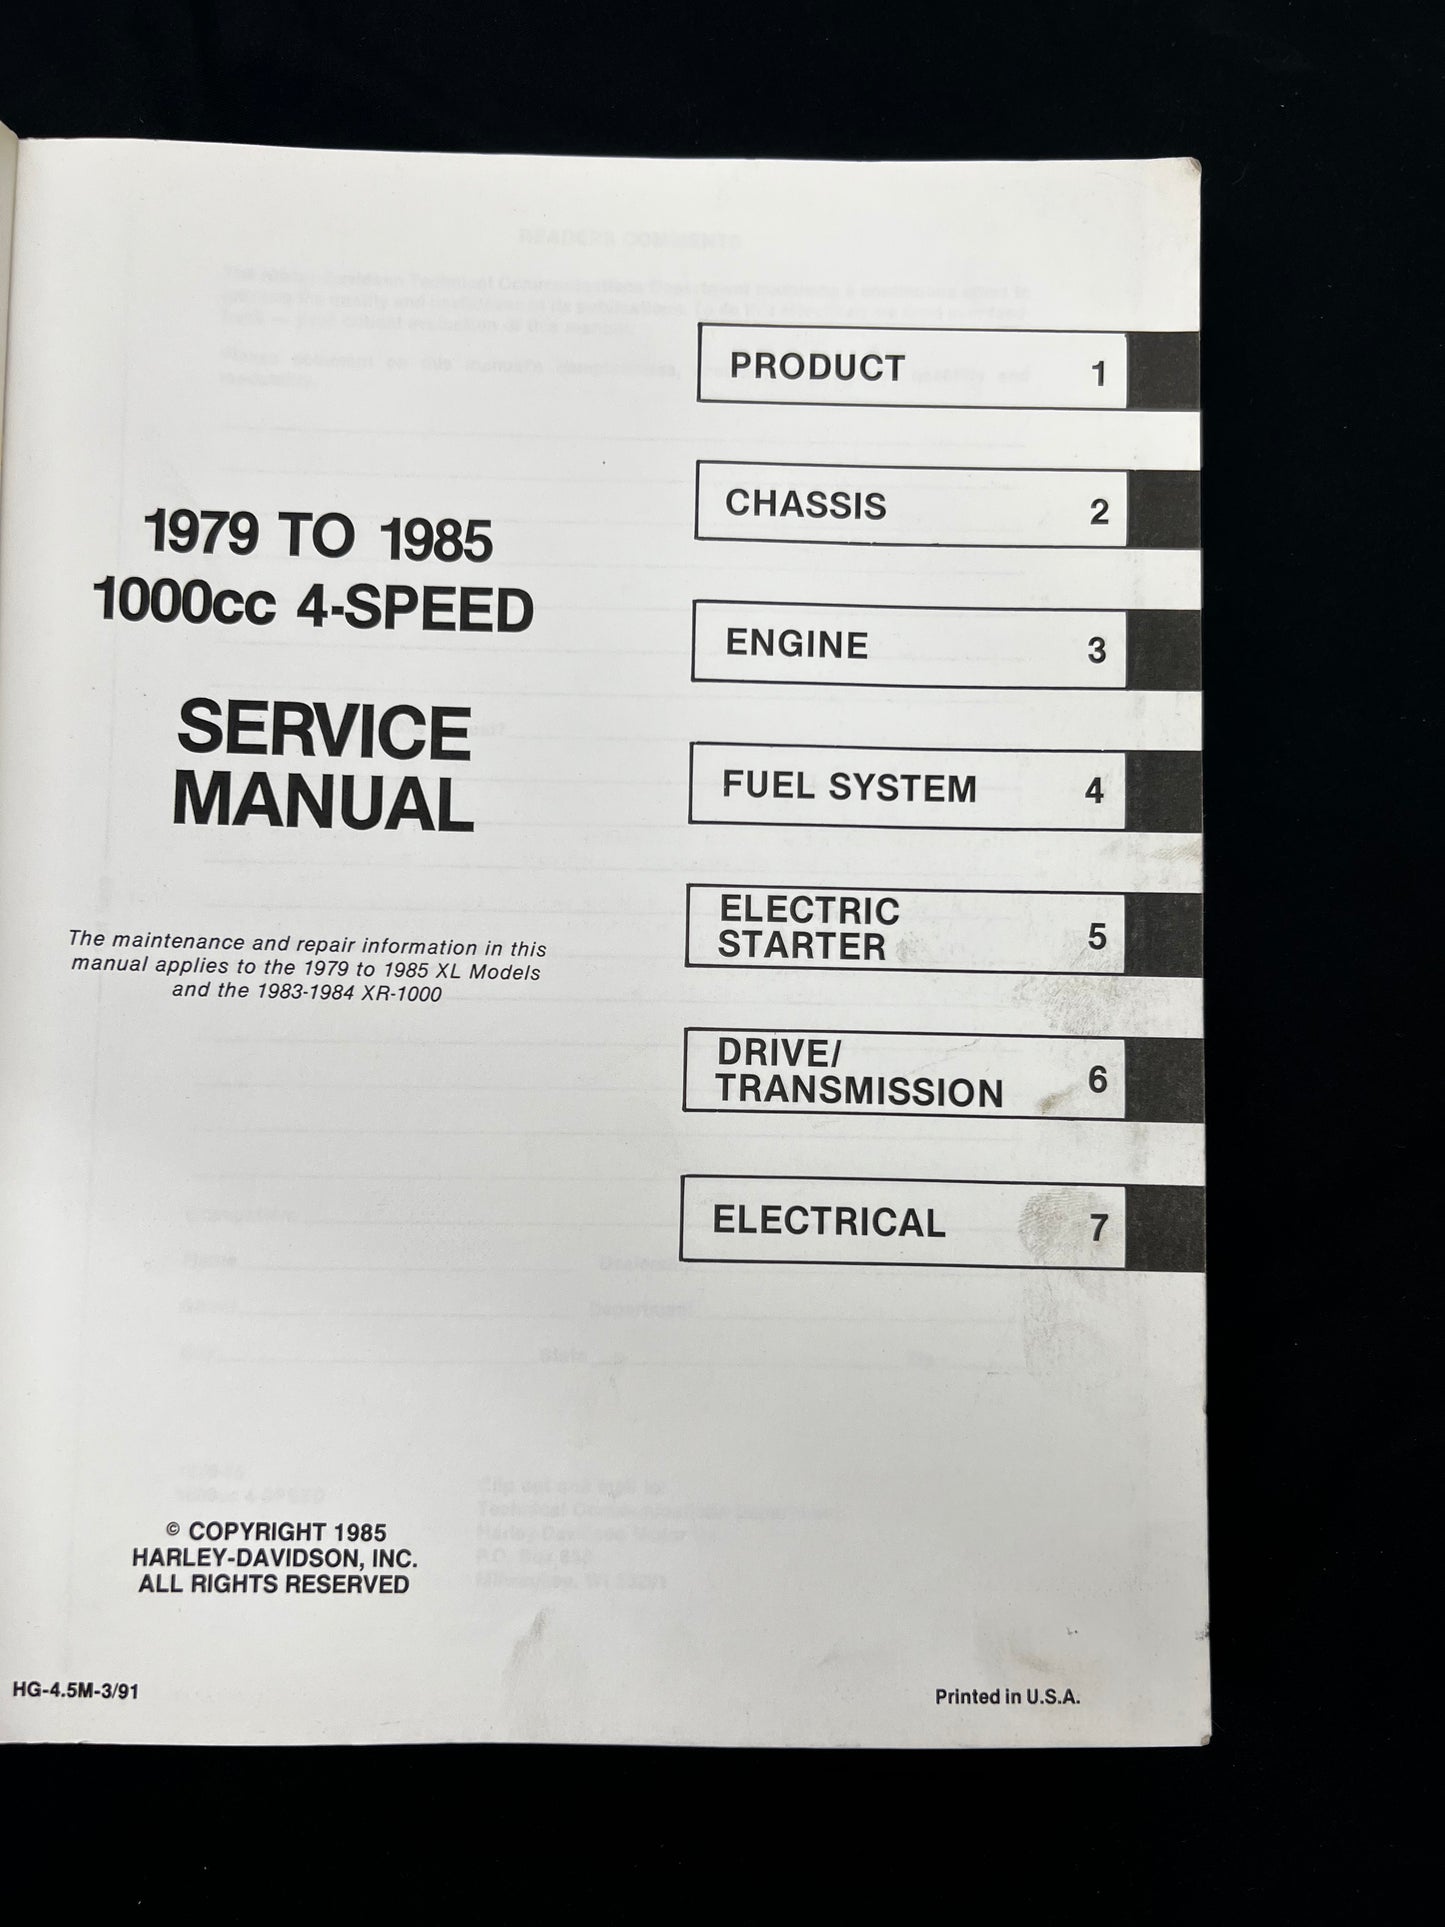 1979 TO 1985
1000cc 4-SPEED
SERVICE
MANUAL
The maintenance and repair information in this
manual applies to the 1979 to 1985 XL Models
and the 1983-1984 XR-1000
PRODUCT 1
CHASSIS 2
ENGINE 3
FUEL SYSTEM 4
ELECTRIC
STARTER 5
DRIVE/
TRANSMISSION 6
ELECTRICAL 7
© COPYRIGHT 1985
HARLEY-DAVIDSON, INC.
ALL RIGHTS RESERVED
HG-4.5M-3/91
Printed in U.S.A.